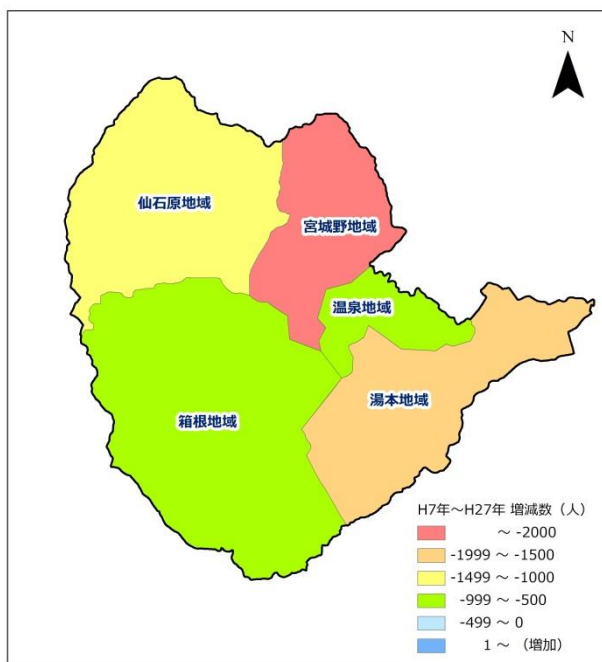 N
仙石原地域
宮城野地域
温泉地域
湯本地域
箱根地域
H7年～H27年 増減数（人）
～ -2000
-1999 ～ -1500
-1499 ～ -1000
-999 ～ -500
-499 ～ 0
1 ～ （増加）